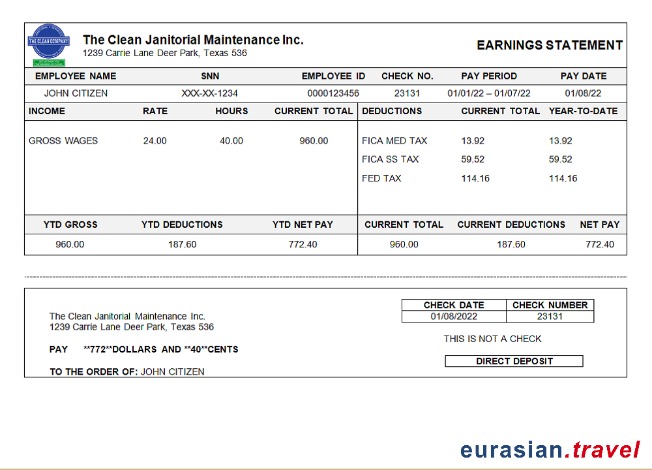 THE CLEAN COMPANY
The Clean Janitorial Maintenance Inc.
1239 Carrie Lane Deer Park, Texas 536
EARNINGS STATEMENT
EMPLOYEE NAME SNN EMPLOYEE ID CHECK NO. PAY PERIOD PAY DATE
JOHN CITIZEN XXX-XX-1234 0000123456 23131 01/01/22 – 01/07/22 01/08/22
INCOME RATE HOURS CURRENT TOTAL DEDUCTIONS CURRENT TOTAL YEAR-TO-DATE
GROSS WAGES 24.00 40.00 960.00 FICA MED TAX 13.92 13.92
FICA SS TAX 59.52 59.52
FED TAX 114.16 114.16
YTD GROSS YTD DEDUCTIONS YTD NET PAY CURRENT TOTAL CURRENT DEDUCTIONS NET PAY
960.00 187.60 772.40 960.00 187.60 772.40
The Clean Janitorial Maintenance Inc.
1239 Carrie Lane Deer Park, Texas 536
CHECK DATE CHECK NUMBER
01/08/2022 23131
THIS IS NOT A CHECK
PAY **772**DOLLARS AND **40**CENTS
DIRECT DEPOSIT
TO THE ORDER OF: JOHN CITIZEN
eurasian.travel